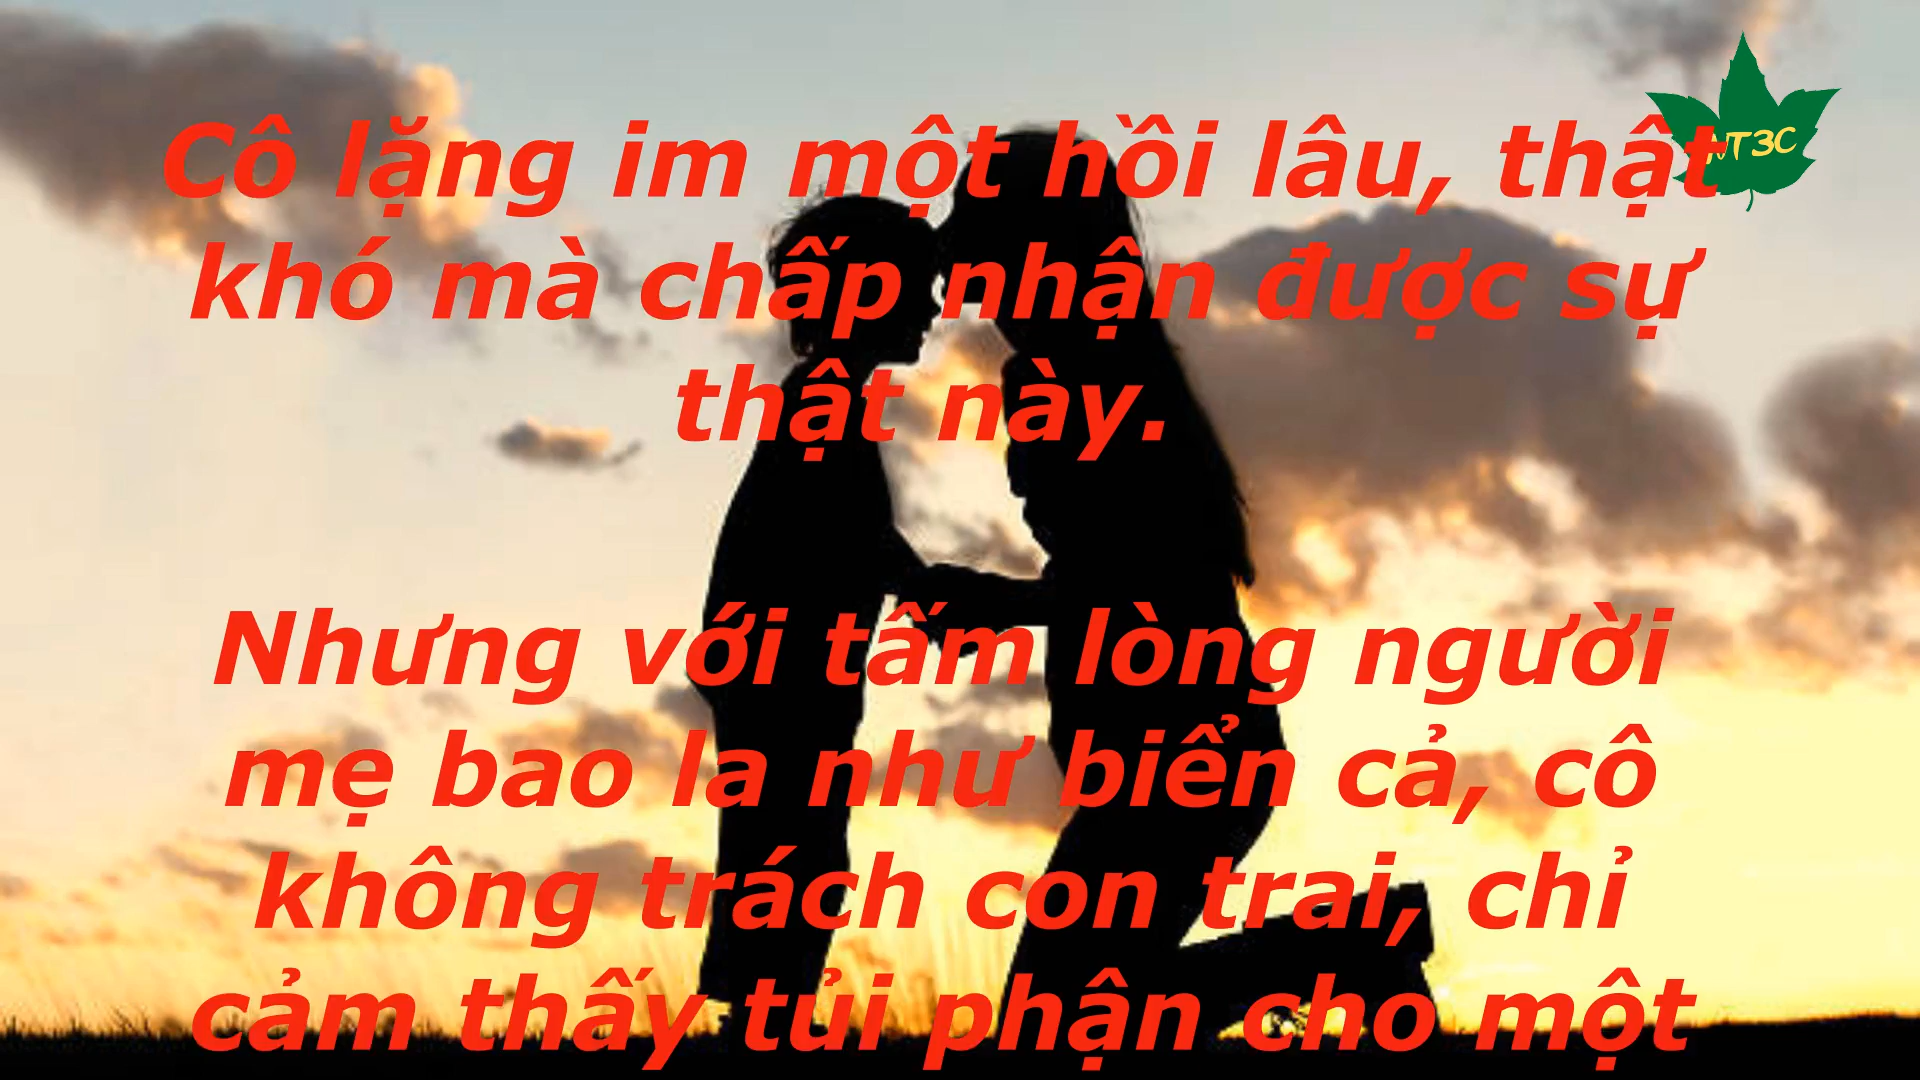 Cô lặng im một hồi lâu, thật
khó mà chấp nhận được sự
thật này.
Nhưng với tấm lòng người
mẹ bao la như biển cả, cô
không trách con trai, chỉ
cảm thấy tủi phận cho một
NT3C